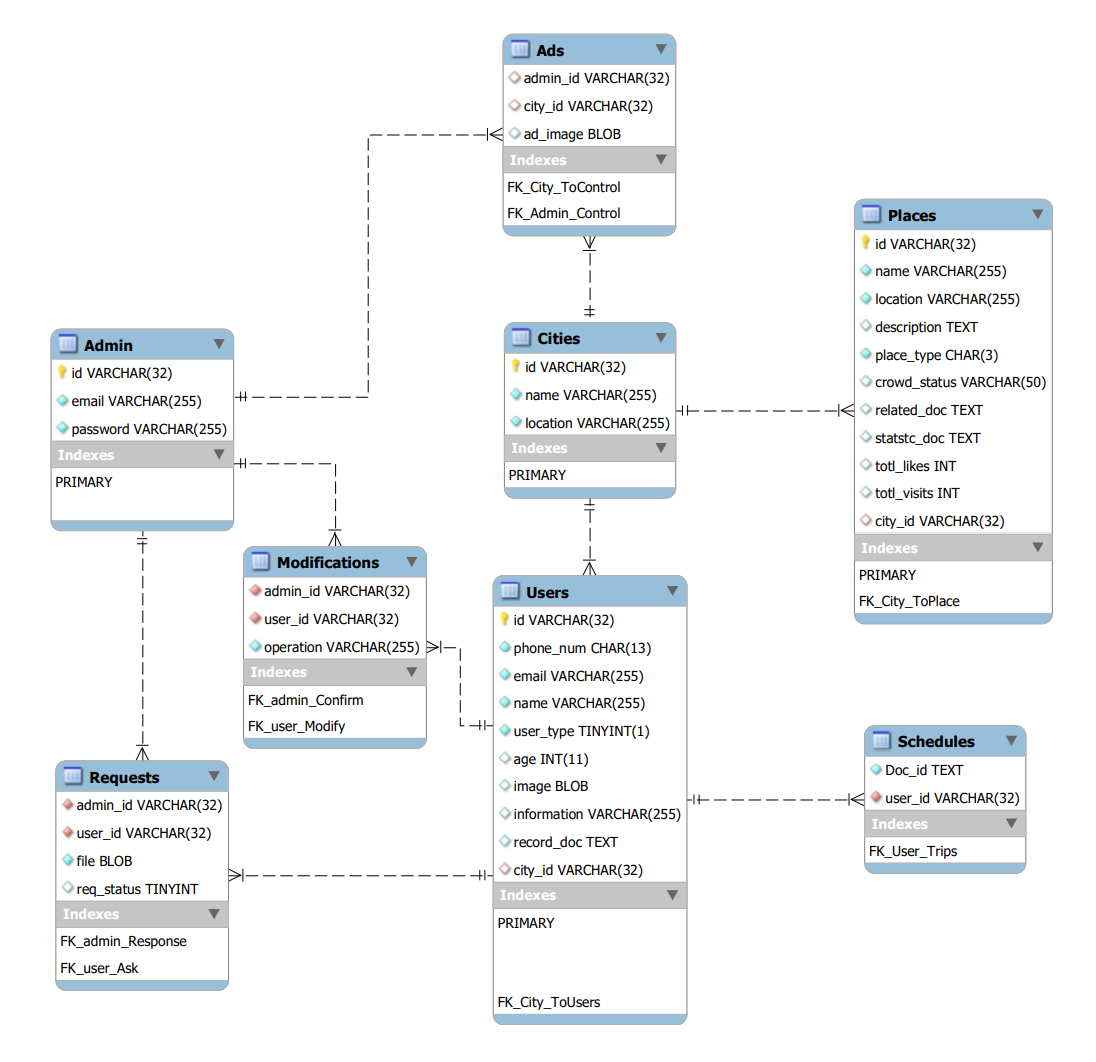 Ads
admin_id VARCHAR(32)
city_id VARCHAR(32)
ad_image BLOB
Indexes
FK_City_ToControl
FK_Admin_Control
Places
id VARCHAR(32)
name VARCHAR(255)
location VARCHAR(255)
description TEXT
place_type CHAR(3)
crowd_status VARCHAR(50)
related_doc TEXT
statstc_doc TEXT
totl_likes INT
totl_visits INT
city_id VARCHAR(32)
Indexes
PRIMARY
FK_City_ToPlace
Admin
id VARCHAR(32)
email VARCHAR(255)
password VARCHAR(255)
Indexes
PRIMARY
Cities
id VARCHAR(32)
name VARCHAR(255)
location VARCHAR(255)
Indexes
PRIMARY
Modifications
admin_id VARCHAR(32)
user_id VARCHAR(32)
operation VARCHAR(255)
Indexes
FK_admin_Confirm
FK_user_Modify
Users
id VARCHAR(32)
phone_num CHAR(13)
email VARCHAR(255)
name VARCHAR(255)
user_type TINYINT(1)
age INT(11)
image BLOB
information VARCHAR(255)
record_doc TEXT
city_id VARCHAR(32)
Indexes
PRIMARY
FK_City_ToUsers
Schedules
Doc_id TEXT
user_id VARCHAR(32)
Indexes
FK_User_Trips
Requests
admin_id VARCHAR(32)
user_id VARCHAR(32)
file BLOB
req_status TINYINT
Indexes
FK_admin_Response
FK_user_Ask